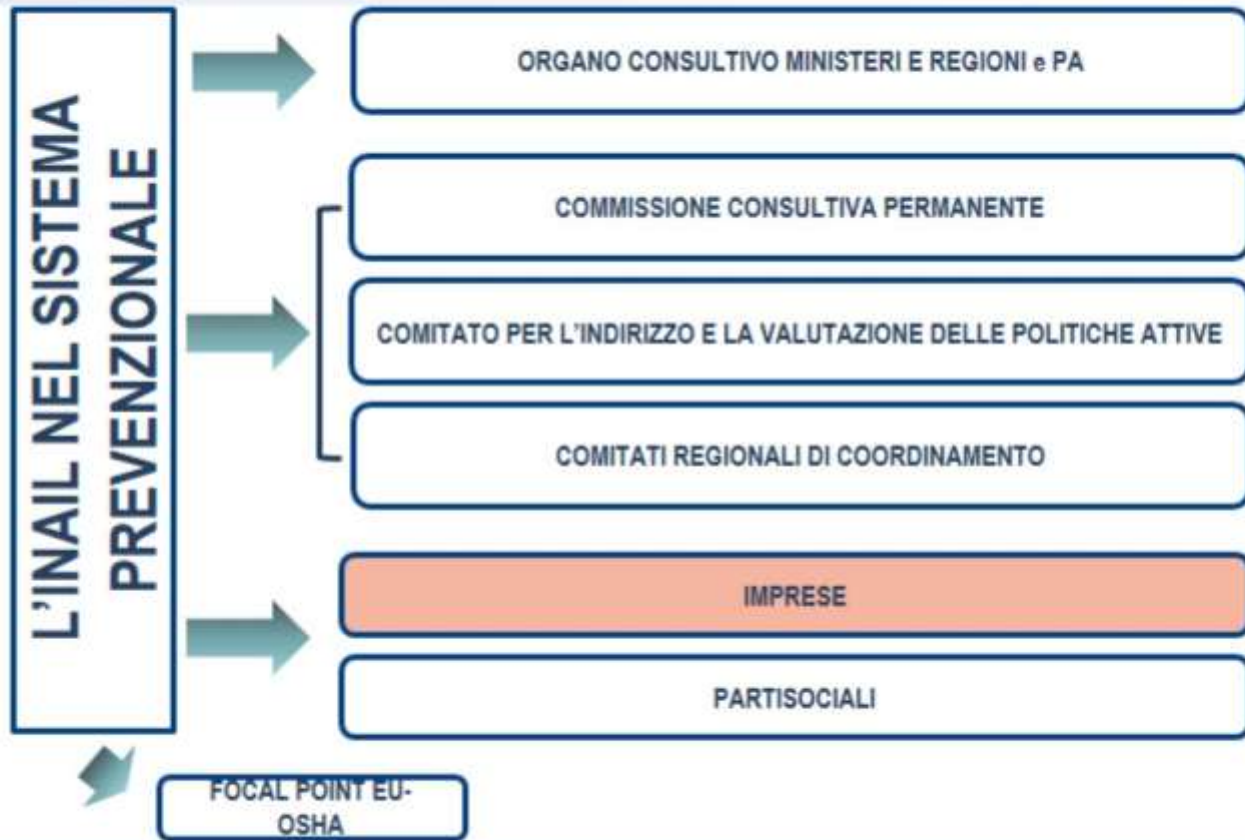 L'INAIL NEL SISTEMA
PREVENZIONALE
ORGANO CONSULTIVO MINISTERI E REGIONI e PA
COMMISSIONE CONSULTIVA PERMANENTE
COMITATO PER L'INDIRIZZO E LA VALUTAZIONE DELLE POLITICHE ATTIVE
COMITATI REGIONALI DI COORDINAMENTO
IMPRESE
PARTISOCIALI
FOCAL POINT EU-
OSHA